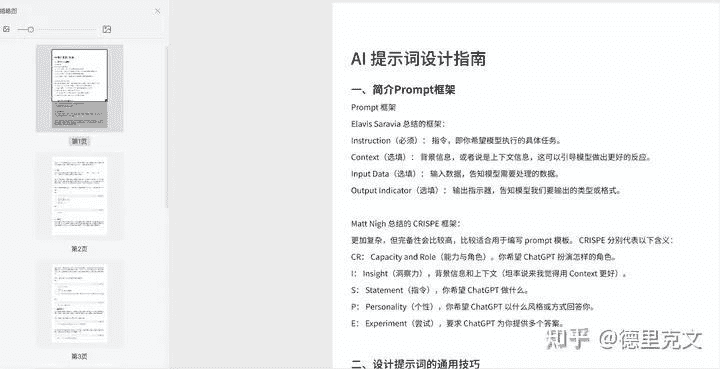 缩略图
第1页
第2页
第3页
AI 提示词设计指南
一、简介Prompt框架
Prompt 框架
Elavis Saravia 总结的框架：
Instruction（必须）： 指令，即你希望模型执行的具体任务。
Context（选填）： 背景信息，或者说是上下文信息，这可以引导模型做出更好的反应。
Input Data（选填）： 输入数据，告知模型需要处理的数据。
Output Indicator（选填）： 输出指示器，告知模型我们要输出的类型或格式。
Matt Nigh 总结的 CRISPE 框架：
更加复杂，但完备性会比较高，比较适合用于编写 prompt 模板。 CRISPE 分别代表以下含义：
CR： Capacity and Role（能力与角色）。你希望 ChatGPT 扮演怎样的角色。
I： Insight（洞察力），背景信息和上下文（坦率说来我觉得用 Context 更好）。
S： Statement（指令），你希望 ChatGPT 做什么。
P： Personality（个性），你希望 ChatGPT 以什么风格或方式回答你。
E： Experiment（尝试），要求 ChatGPT 为你提供多个答案。
知乎 @德里克文
二、设计提示词的通用技巧